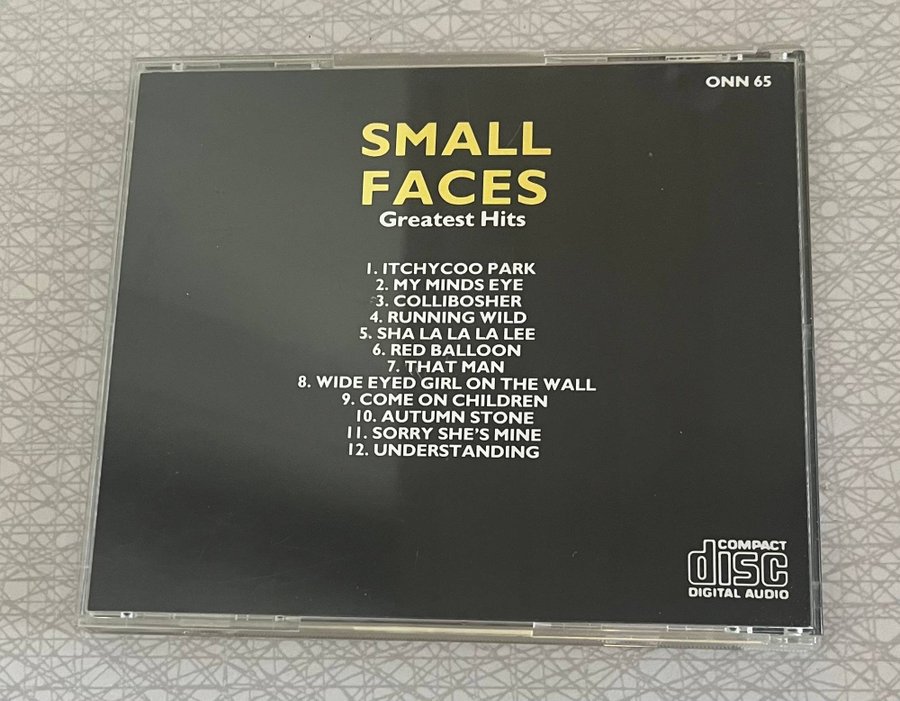 ONN 65
SMALL
FACES
Greatest Hits
1. ITCHYCOO PARK
2. MY MINDS EYE
3. COLLIBOSHER
4. RUNNING WILD
5. SHA LA LA LA LEE
6. RED BALLOON
7. THAT MAN
8. WIDE EYED GIRL ON THE WALL
9. COME ON CHILDREN
10. AUTUMN STONE
11. SORRY SHE'S MINE
12. UNDERSTANDING
COMPACT
disc
DIGITAL AUDIO